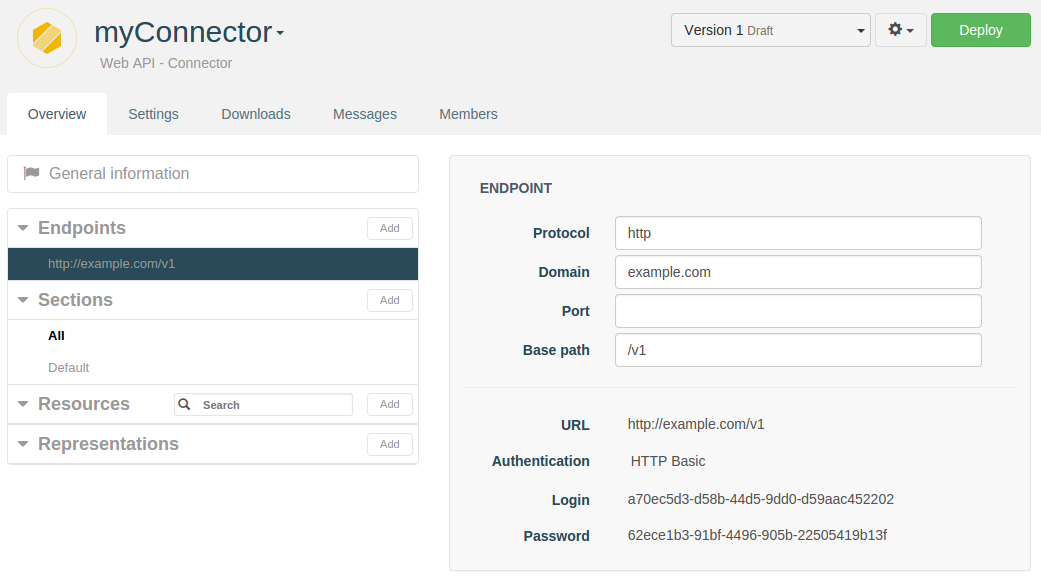 myConnector
Web API - Connector
Version 1 Draft
Deploy
Overview Settings Downloads Messages Members
General information
Endpoints Add
http://example.com/v1
Sections Add
All
Default
Resources Search Add
Representations Add
ENDPOINT
Protocol http
Domain example.com
Port
Base path /v1
URL http://example.com/v1
Authentication HTTP Basic
Login a70ec5d3-d58b-44d5-9dd0-d59aac452202
Password 62ece1b3-91bf-4496-905b-22505419b13f